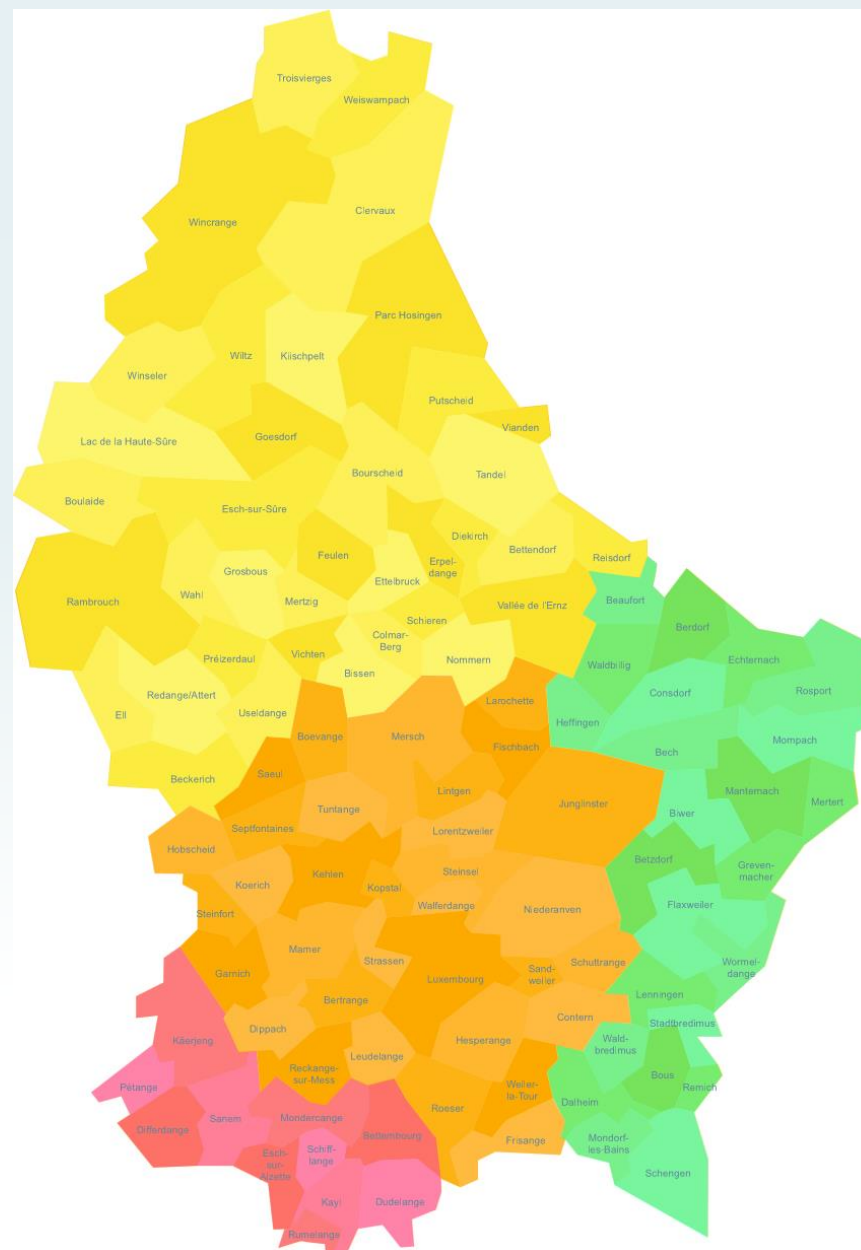 Troisvierges
Weiswampach
Clervaux
Wincrange
Parc Hosingen
Wiltz
Kiischpelt
Winseler
Putscheid
Vianden
Goesdorf
Lac de la Haute-Sûre
Bourscheid
Tandel
Boulaide
Esch-sur-Sûre
Diekirch
Bettendorf
Reisdorf
Feulen
Erpel-
dange
Grosbous
Ettelbruck
Wahl
Mertzig
Rambrouch
Beaufort
Vallée de l'Ernz
Schieren
Berdorf
Colmar-
Berg
Vichten
Préizerdaul
Nommern
Bissen
Waldbillig
Echternach
Rosport
Consdorf
Redange/Attert
Larochette
Useldange
Ell
Heffingen
Boevange
Mersch
Fischbach
Bech
Mompach
Saeul
Beckerich
Lintgen
Manternach
Mertert
Junglinster
Tuntange
Biwer
Septfontaines
Lorentzweiler
Hobscheid
Betzdorf
Greven-
macher
Kehlen
Steinsel
Koerich
Kopstal
Walferdange
Flaxweiler
Niederanven
Steinfort
Mamer
Strassen
Schuttrange
Wormel-
dange
Garnich
Luxembourg
Sand-
weiler
Lenningen
Bertrange
Contern
Stadtbredimus
Dippach
Käerjeng
Hesperange
Wald-
bredimus
Leudelange
Reckange-
sur-Mess
Bous
Remich
Pétange
Weiler-
la-Tour
Dalheim
Roeser
Sanem
Mondercange
Differdange
Bettembourg
Frisange
Mondorf-
les-Bains
Schiff-
lange
Esch-
sur-
Alzette
Schengen
Kayl
Dudelange
Rumelange